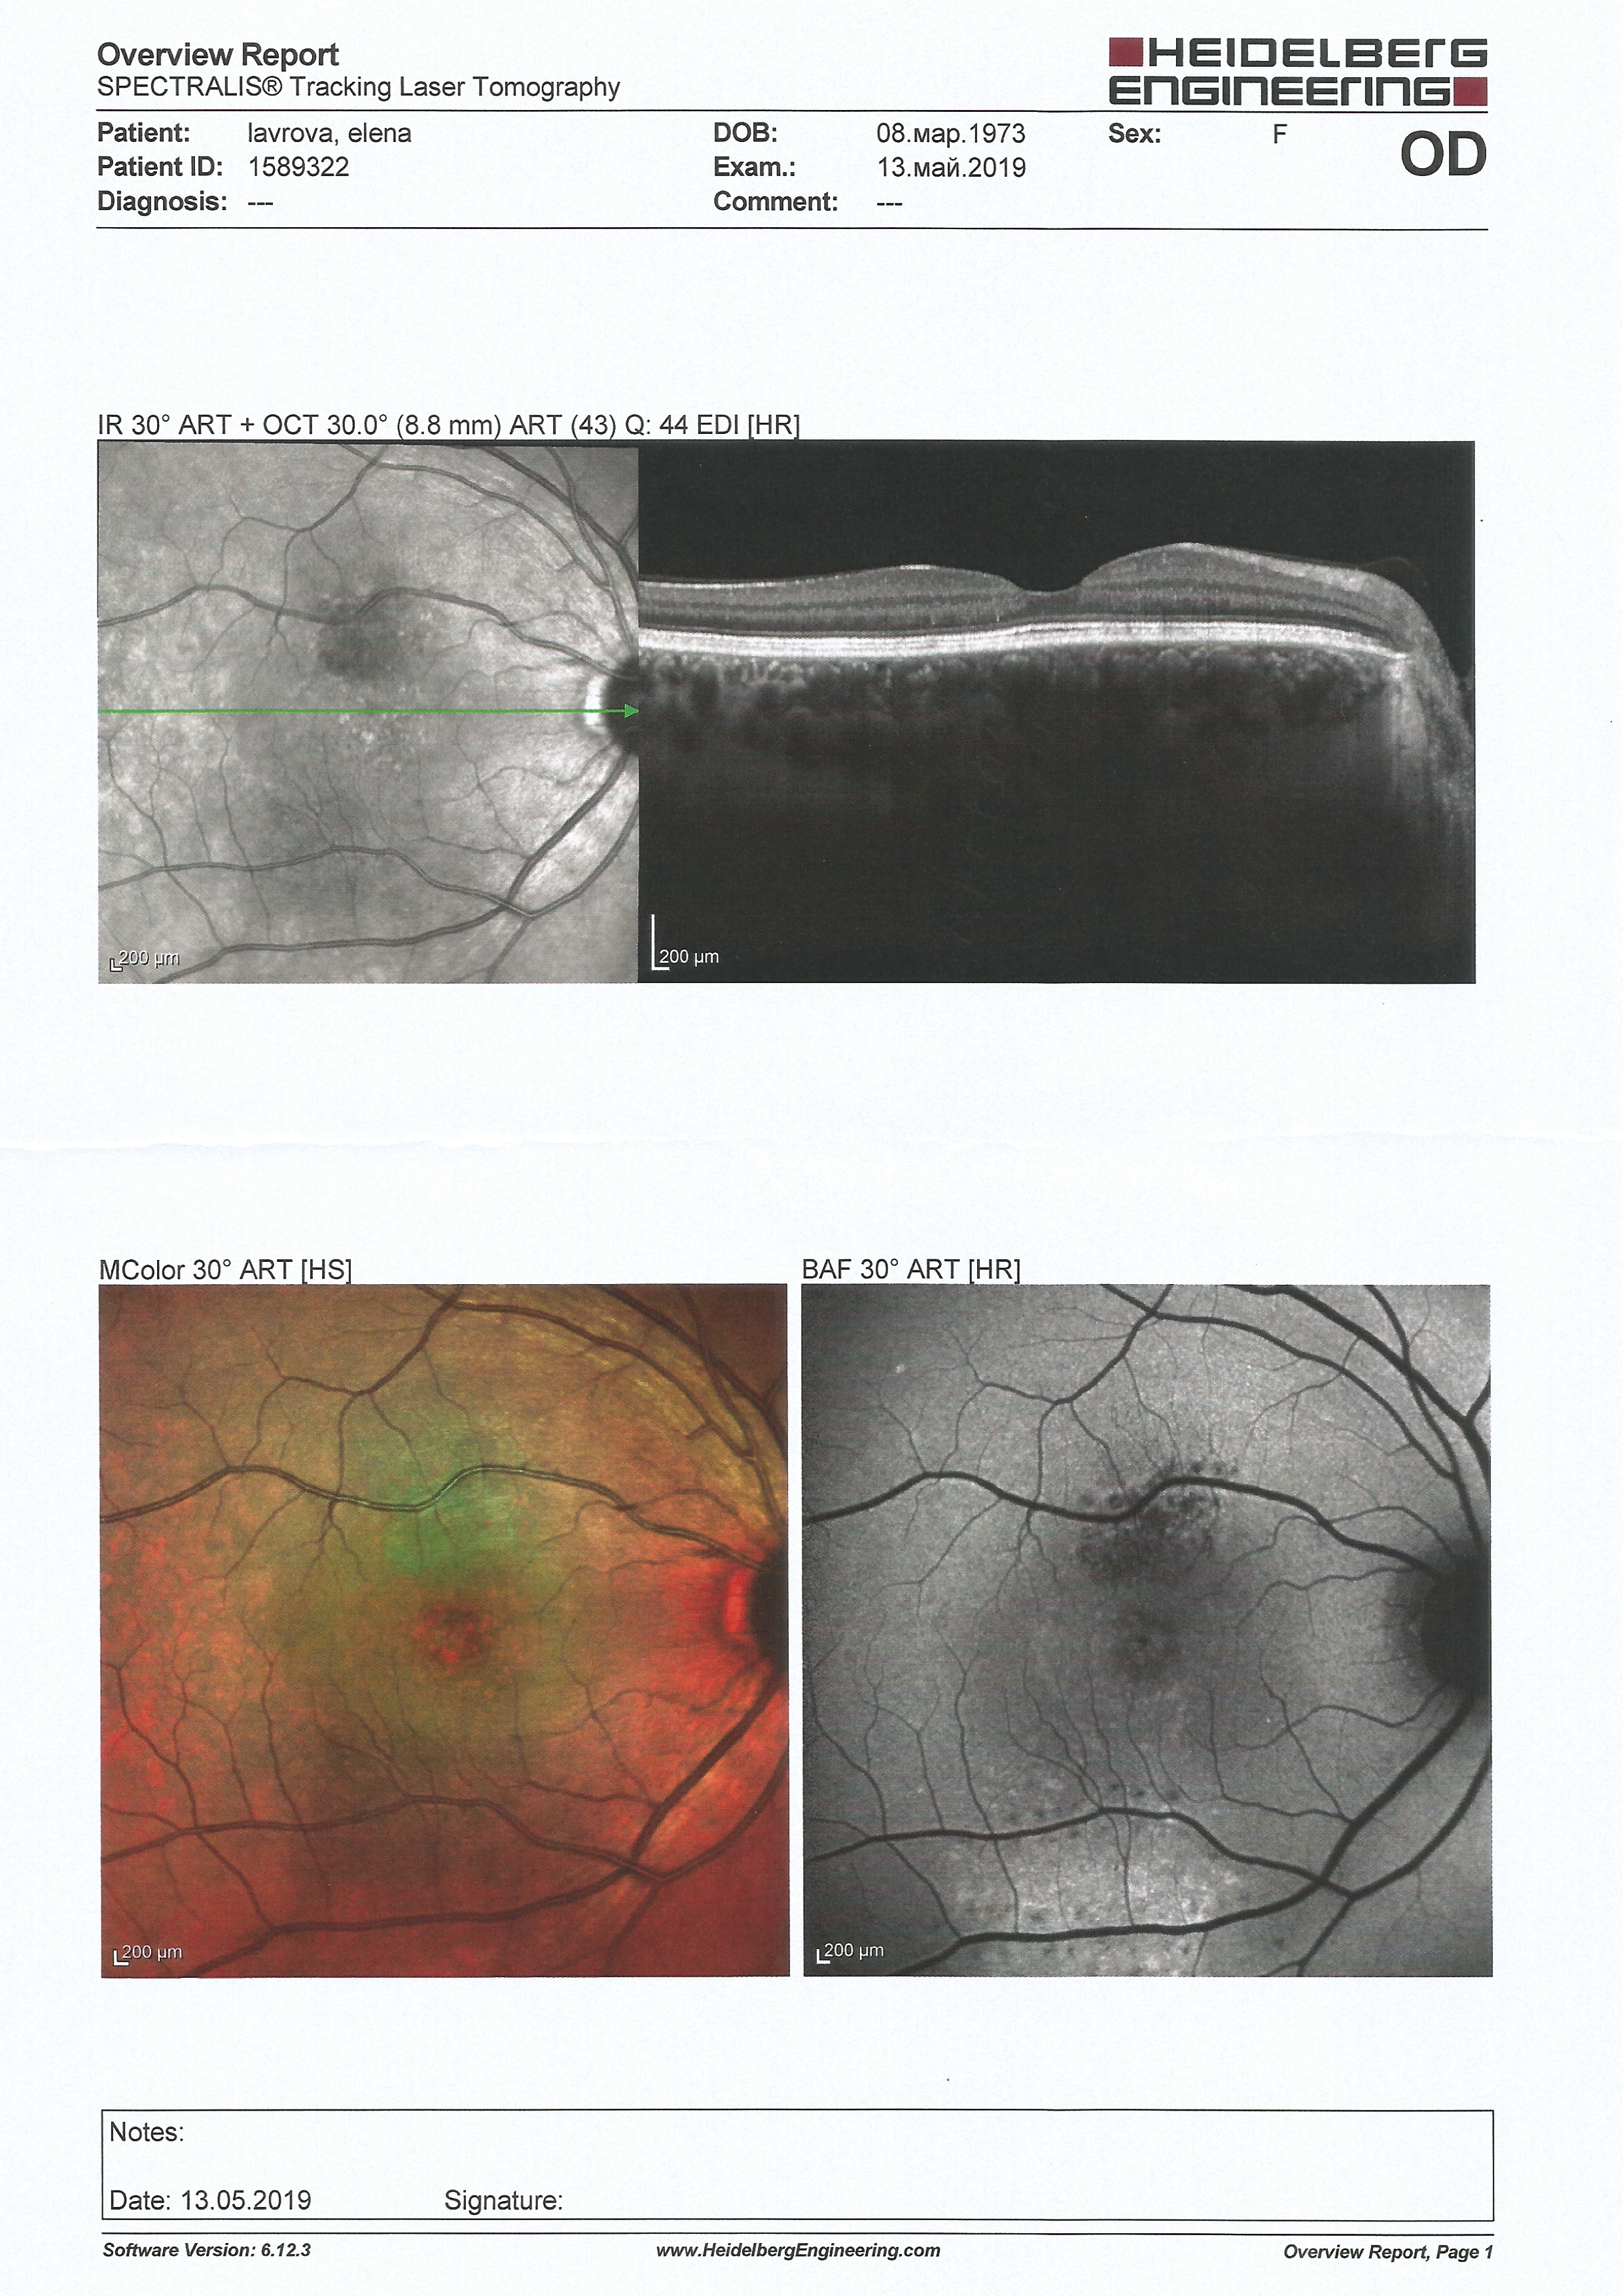 Overview Report
SPECTRALIS® Tracking Laser Tomography
HEIDELBERG
ENGINEERING
Patient: lavrova, elena DOB: 08.мар.1973 Sex: F
OD
Patient ID: 1589322 Exam.: 13.май.2019
Diagnosis: --- Comment: ---
IR 30° ART + OCT 30.0° (8.8 mm) ART (43) Q: 44 EDI [HR]
200 µm 200 µm
MColor 30° ART [HS] BAF 30° ART [HR]
200 µm 200 µm
Notes:
Date: 13.05.2019 Signature:
Software Version: 6.12.3 www.HeidelbergEngineering.com Overview Report, Page 1